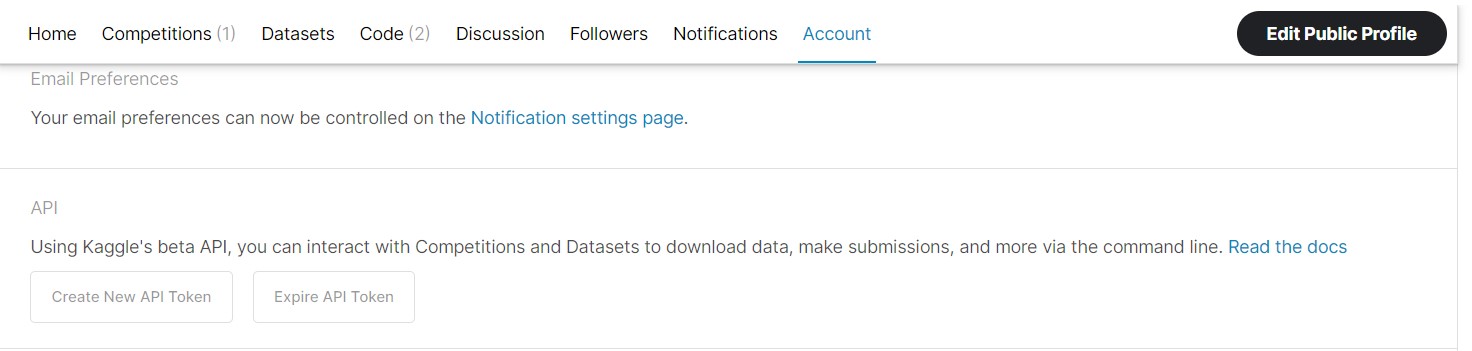 Home Competitions (1) Datasets Code (2) Discussion Followers Notifications Account Edit Public Profile
Email Preferences
Your email preferences can now be controlled on the Notification settings page.
API
Using Kaggle's beta API, you can interact with Competitions and Datasets to download data, make submissions, and more via the command line. Read the docs
Create New API Token Expire API Token